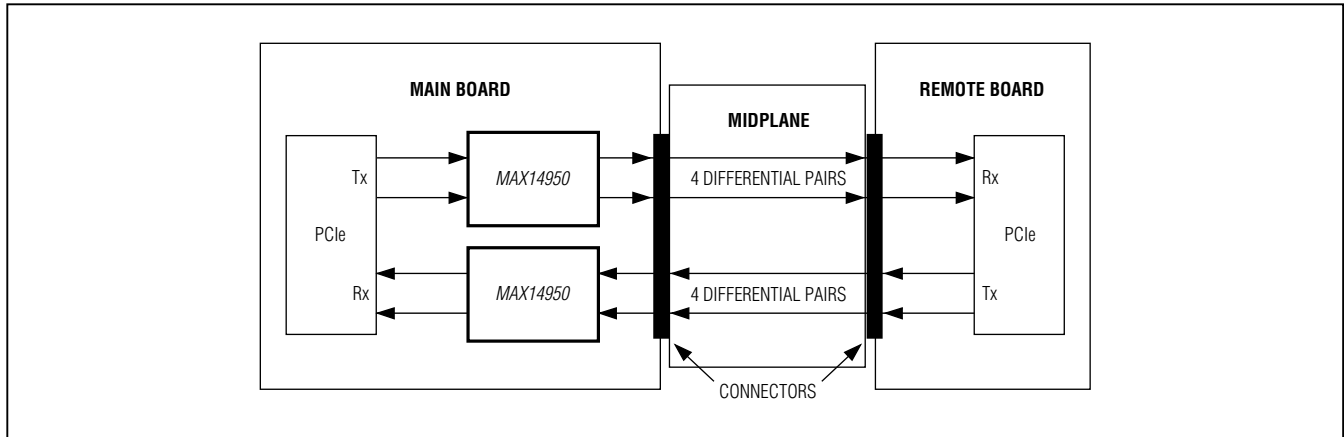 MAIN BOARD
REMOTE BOARD
MIDPLANE
Tx
MAX14950
4 DIFFERENTIAL PAIRS
Rx
PCIe
PCIe
Rx
MAX14950
4 DIFFERENTIAL PAIRS
Tx
CONNECTORS